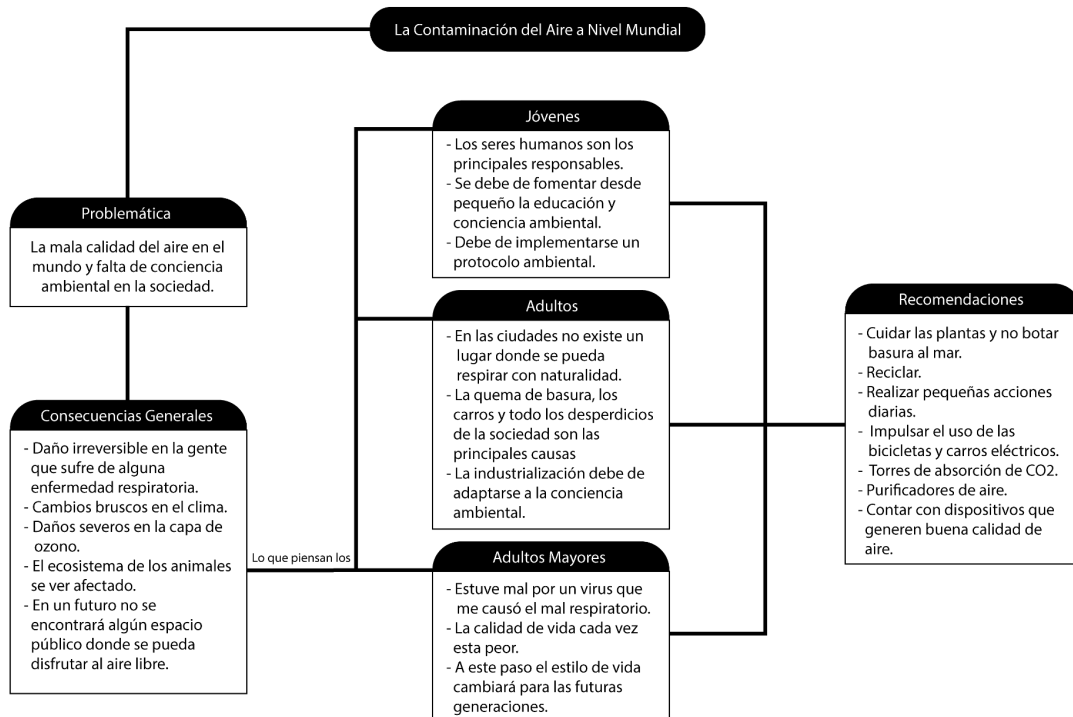 La Contaminación del Aire a Nivel Mundial
Problemática
La mala calidad del aire en el
mundo y falta de conciencia
ambiental en la sociedad.
Consecuencias Generales
- Daño irreversible en la gente
que sufre de alguna
enfermedad respiratoria.
- Cambios bruscos en el clima.
- Daños severos en la capa de
ozono.
- El ecosistema de los animales
se ver afectado.
- En un futuro no se
encontrará algún espacio
público donde se pueda
disfrutar al aire libre.
Lo que piensan los
Jóvenes
- Los seres humanos son los
principales responsables.
- Se debe de fomentar desde
pequeño la educación y
conciencia ambiental.
- Debe de implementarse un
protocolo ambiental.
Adultos
- En las ciudades no existe un
lugar donde se pueda
respirar con naturalidad.
- La quema de basura, los
carros y todo los desperdicios
de la sociedad son las
principales causas
- La industrialización debe de
adaptarse a la conciencia
ambiental.
Adultos Mayores
- Estuve mal por un virus que
me causó el mal respiratorio.
- La calidad de vida cada vez
esta peor.
- A este paso el estilo de vida
cambiará para las futuras
generaciones.
Recomendaciones
- Cuidar las plantas y no botar
basura al mar.
- Reciclar.
- Realizar pequeñas acciones
diarias.
- Impulsar el uso de las
bicicletas y carros eléctricos.
- Torres de absorción de CO2.
- Purificadores de aire.
- Contar con dispositivos que
generen buena calidad de
aire.